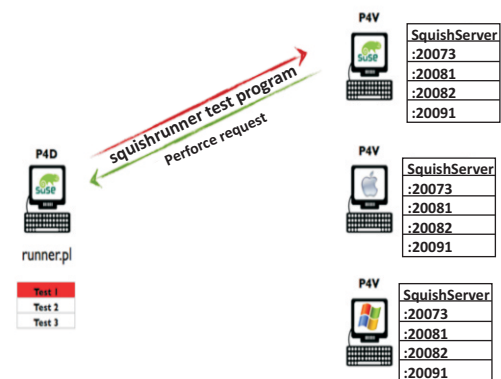 P4V
SUSE
SquishServer
:20073
:20081
:20082
:20091
squishrunner test program
Perforce request
P4D
SUSE
runner.pl
Test 1
Test 2
Test 3
P4V
SquishServer
:20073
:20081
:20082
:20091
P4V
SquishServer
:20073
:20081
:20082
:20091